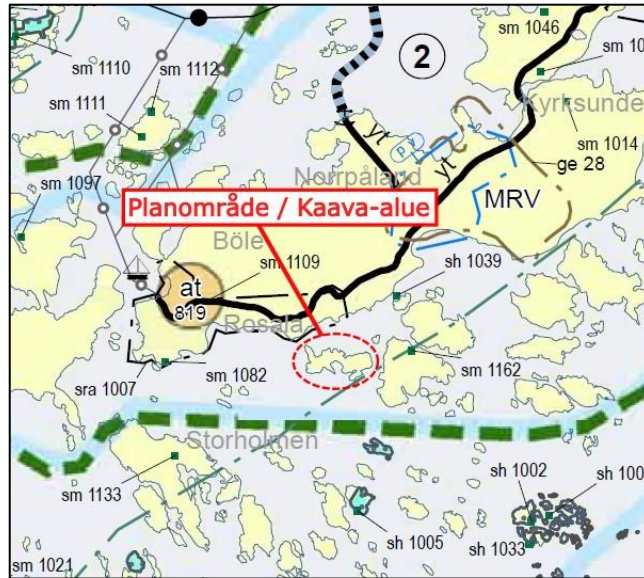 sm 1046
sm 1110
sm 1112
2
sm 10
sm 1111
yt
Kyrksunde
sm 1014
sm 1097
yt
ge 28
Norrpåland
MRV
Planområde / Kaava-alue
Böle
sm 1109
sh 1039
at
819
Rosala
sra 1007
sm 1082
sm 1162
Storholmen
sm 1133
sh 1002
sh 100
sh 1005
sh 1033
sm 1021